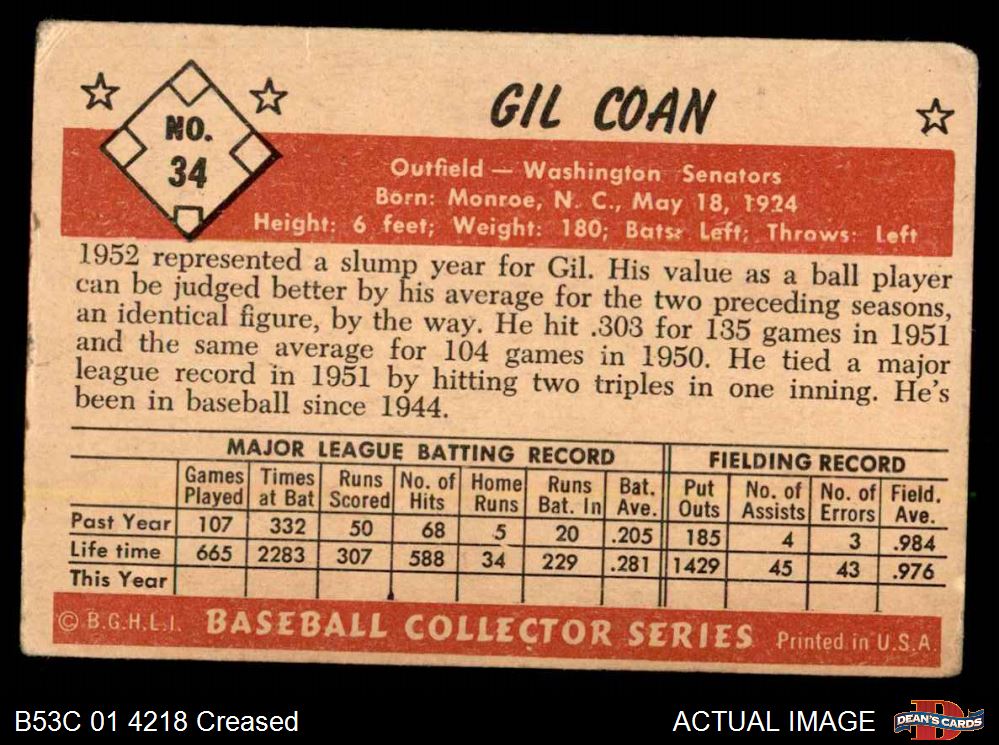 NO.
34
GIL COAN
Outfield — Washington Senators
Born: Monroe, N. C., May 18, 1924
Height: 6 feet; Weight: 180; Bats: Left; Throws: Left
1952 represented a slump year for Gil. His value as a ball player
can be judged better by his average for the two preceding seasons,
an identical figure, by the way. He hit .303 for 135 games in 1951
and the same average for 104 games in 1950. He tied a major
league record in 1951 by hitting two triples in one inning. He's
been in baseball since 1944.
MAJOR LEAGUE BATTING RECORD FIELDING RECORD
Games Times Runs No. of Home Runs Bat. Put No. of No. of Field.
Played at Bat Scored Hits Runs Bat. In Ave. Outs Assists Errors Ave.
Past Year 107 332 50 68 5 20 .205 185 4 3 .984
Life time 665 2283 307 588 34 229 .281 1429 45 43 .976
This Year
© B.G.H.L.I. BASEBALL COLLECTOR SERIES Printed in U.S.A.
B53C 01 4218 Creased ACTUAL IMAGE DEAN'S CARDS